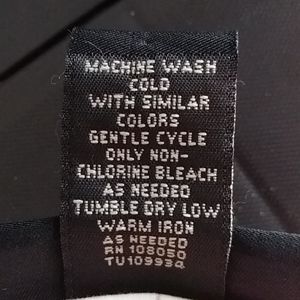 MACHINE WASH
COLD
WITH SIMILAR
COLORS
GENTLE CYCLE
ONLY NON-
CHLORINE BLEACH
AS NEEDED
TUMBLE DRY LOW
WARM IRON
AS NEEDED
RN 108050
TU10993Q